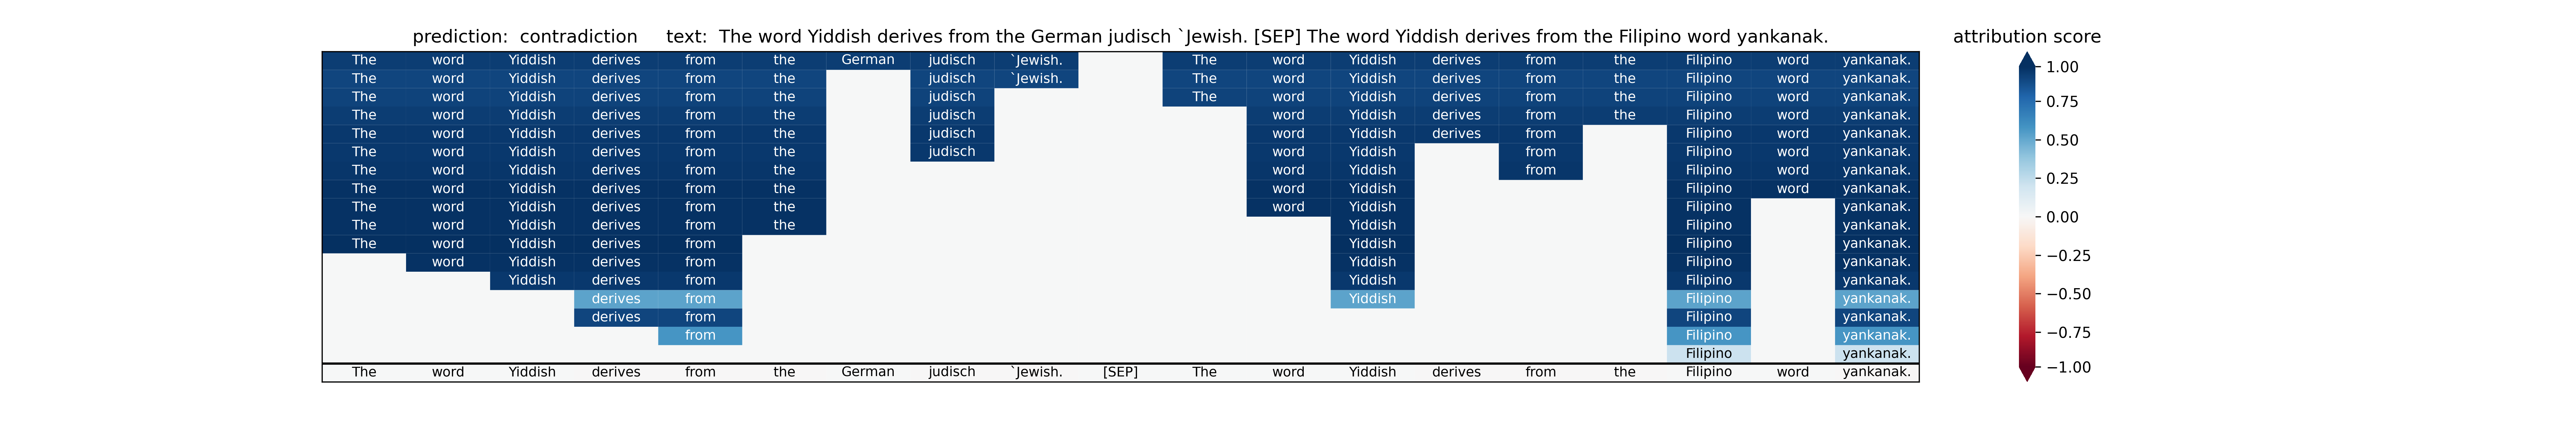 prediction: contradiction text: The word Yiddish derives from the German judisch `Jewish. [SEP] The word Yiddish derives from the Filipino word yankanak.
attribution score
The word Yiddish derives from the German judisch `Jewish. The word Yiddish derives from the Filipino word yankanak.
The word Yiddish derives from the judisch `Jewish. The word Yiddish derives from the Filipino word yankanak.
The word Yiddish derives from the judisch The word Yiddish derives from the Filipino word yankanak.
The word Yiddish derives from the judisch word Yiddish derives from the Filipino word yankanak.
The word Yiddish derives from the judisch word Yiddish derives from Filipino word yankanak.
The word Yiddish derives from the judisch word Yiddish from Filipino word yankanak.
The word Yiddish derives from the word Yiddish from Filipino word yankanak.
The word Yiddish derives from the word Yiddish Filipino word yankanak.
The word Yiddish derives from the word Yiddish Filipino yankanak.
The word Yiddish derives from the Yiddish Filipino yankanak.
The word Yiddish derives from Yiddish Filipino yankanak.
word Yiddish derives from Yiddish Filipino yankanak.
Yiddish derives from Yiddish Filipino yankanak.
derives from Yiddish Filipino yankanak.
derives from Filipino yankanak.
from Filipino yankanak.
Filipino yankanak.
The word Yiddish derives from the German judisch `Jewish. [SEP] The word Yiddish derives from the Filipino word yankanak.
1.00
0.75
0.50
0.25
0.00
−0.25
−0.50
−0.75
−1.00